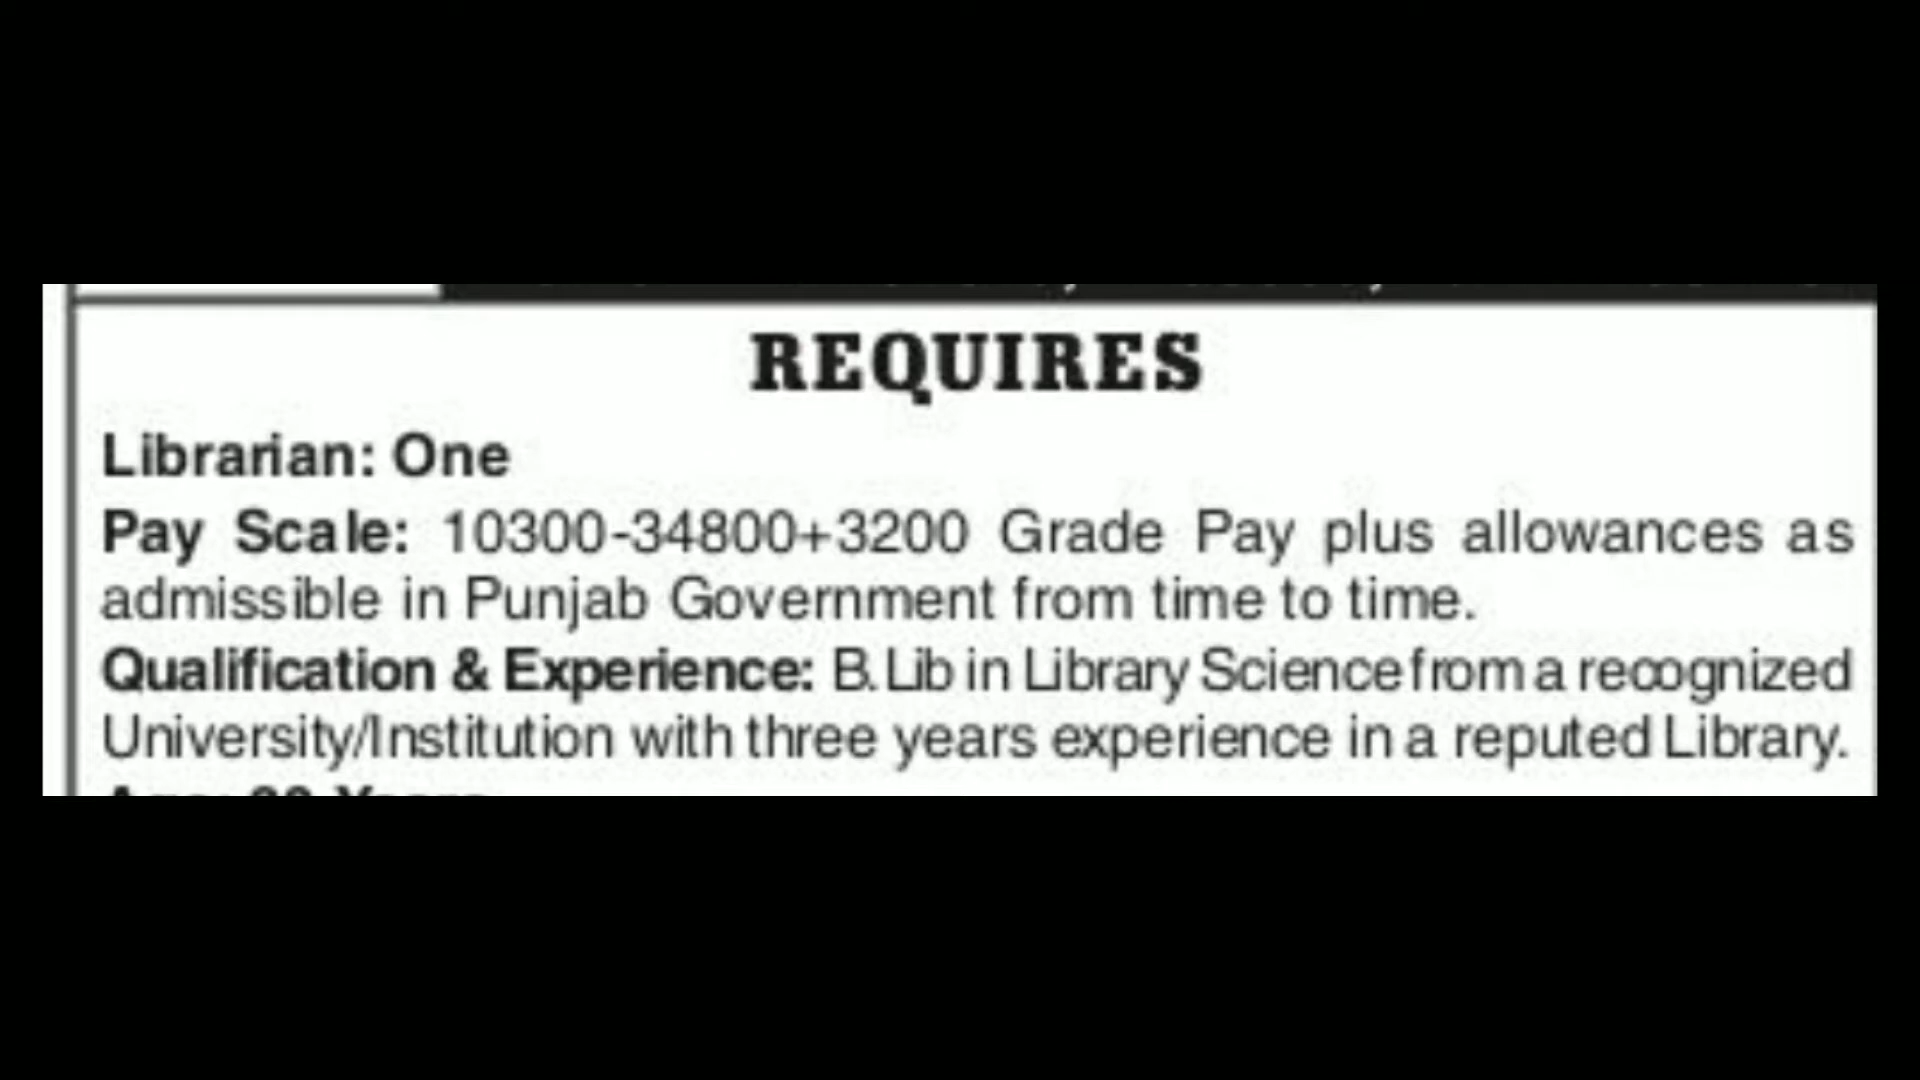 REQUIRES
Librarian: One
Pay Scale: 10300-34800+3200 Grade Pay plus allowances as
admissible in Punjab Government from time to time.
Qualification & Experience: B.Lib in Library Science from a recognized
University/Institution with three years experience in a reputed Library.